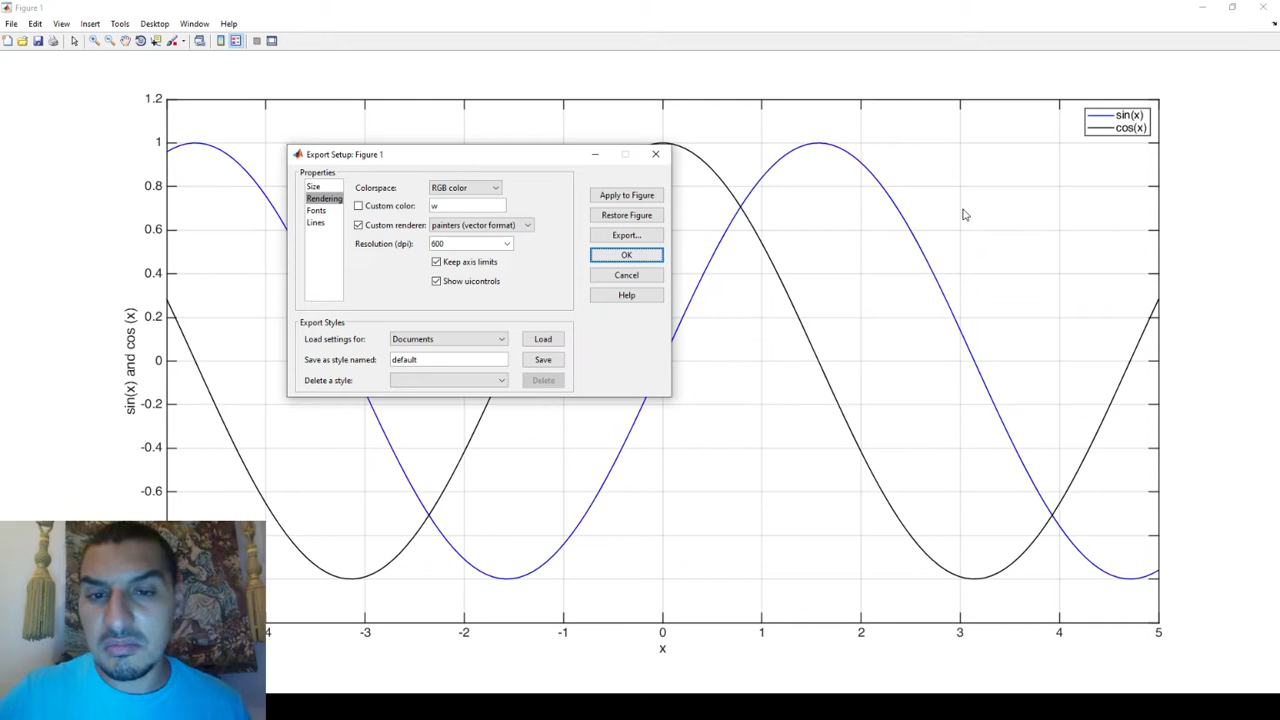 Figure 1
File Edit View Insert Tools Desktop Window Help
1.2
1
0.8
0.6
0.4
0.2
0
-0.2
-0.4
-0.6
sin(x) and cos (x)
sin(x)
cos(x)
Export Setup: Figure 1
Properties
Size
Rendering
Fonts
Lines
Colorspace: RGB color
Custom color: w
Custom renderer: painters (vector format)
Resolution (dpi): 600
Keep axis limits
Show uicontrols
Apply to Figure
Restore Figure
Export...
OK
Cancel
Help
Export Styles
Load settings for: Documents Load
Save as style named: default Save
Delete a style: Delete
4 -3 -2 -1 0 1 2 3 4 5
x